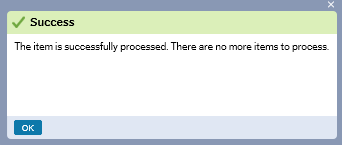 Success
The item is successfully processed. There are no more items to process.
OK